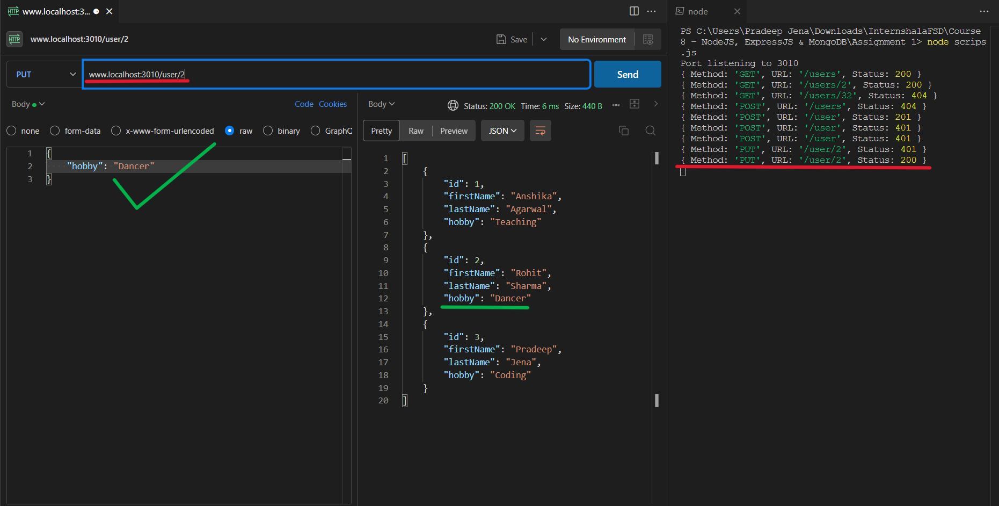 HTTP www.localhost:3...
HTTP www.localhost:3010/user/2
Save
No Environment
PUT
www.localhost:3010/user/2
Send
Body
Code Cookies
none form-data x-www-form-urlencoded raw binary GraphQ
1 {
2 "hobby": "Dancer"
3 }
Body
Status: 200 OK Time: 6 ms Size: 440 B
Pretty Raw Preview JSON
1 [
2 {
3 "id": 1,
4 "firstName": "Anshika",
5 "lastName": "Agarwal",
6 "hobby": "Teaching"
7 },
8 {
9 "id": 2,
10 "firstName": "Rohit",
11 "lastName": "Sharma",
12 "hobby": "Dancer"
13 },
14 {
15 "id": 3,
16 "firstName": "Pradeep",
17 "lastName": "Jena",
18 "hobby": "Coding"
19 }
20 ]
node
PS C:\Users\Pradeep Jena\Downloads\InternshalaFSD\Course
8 - NodeJS, ExpressJS & MongoDB\Assignment 1> node scrips
.js
Port listening to 3010
{ Method: 'GET', URL: '/users', Status: 200 }
{ Method: 'GET', URL: '/users/2', Status: 200 }
{ Method: 'GET', URL: '/users/32', Status: 404 }
{ Method: 'POST', URL: '/users', Status: 404 }
{ Method: 'POST', URL: '/user', Status: 201 }
{ Method: 'POST', URL: '/user', Status: 401 }
{ Method: 'POST', URL: '/user', Status: 401 }
{ Method: 'PUT', URL: '/user/2', Status: 401 }
{ Method: 'PUT', URL: '/user/2', Status: 200 }